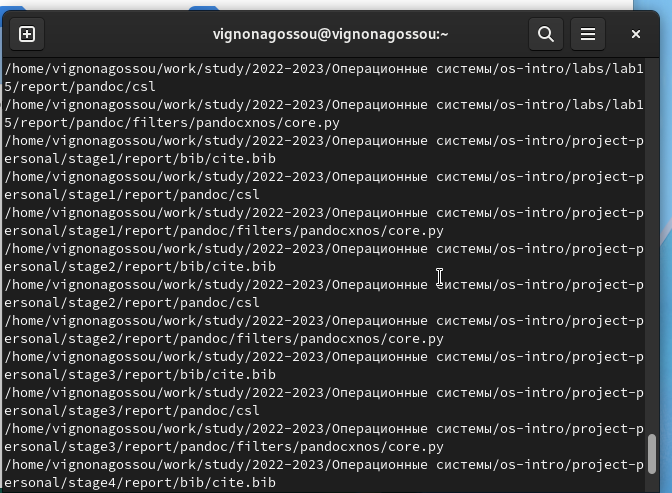 vignonagossou@vignonagossou:~
/home/vignonagossou/work/study/2022-2023/Операционные системы/os-intro/labs/lab1
5/report/pandoc/csl
/home/vignonagossou/work/study/2022-2023/Операционные системы/os-intro/labs/lab1
5/report/pandoc/filters/pandocxnos/core.py
/home/vignonagossou/work/study/2022-2023/Операционные системы/os-intro/project-p
ersonal/stage1/report/bib/cite.bib
/home/vignonagossou/work/study/2022-2023/Операционные системы/os-intro/project-p
ersonal/stage1/report/pandoc/csl
/home/vignonagossou/work/study/2022-2023/Операционные системы/os-intro/project-p
ersonal/stage1/report/pandoc/filters/pandocxnos/core.py
/home/vignonagossou/work/study/2022-2023/Операционные системы/os-intro/project-p
ersonal/stage2/report/bib/cite.bib
/home/vignonagossou/work/study/2022-2023/Операционные системы/os-intro/project-p
ersonal/stage2/report/pandoc/csl
/home/vignonagossou/work/study/2022-2023/Операционные системы/os-intro/project-p
ersonal/stage2/report/pandoc/filters/pandocxnos/core.py
/home/vignonagossou/work/study/2022-2023/Операционные системы/os-intro/project-p
ersonal/stage3/report/bib/cite.bib
/home/vignonagossou/work/study/2022-2023/Операционные системы/os-intro/project-p
ersonal/stage3/report/pandoc/csl
/home/vignonagossou/work/study/2022-2023/Операционные системы/os-intro/project-p
ersonal/stage3/report/pandoc/filters/pandocxnos/core.py
/home/vignonagossou/work/study/2022-2023/Операционные системы/os-intro/project-p
ersonal/stage4/report/bib/cite.bib